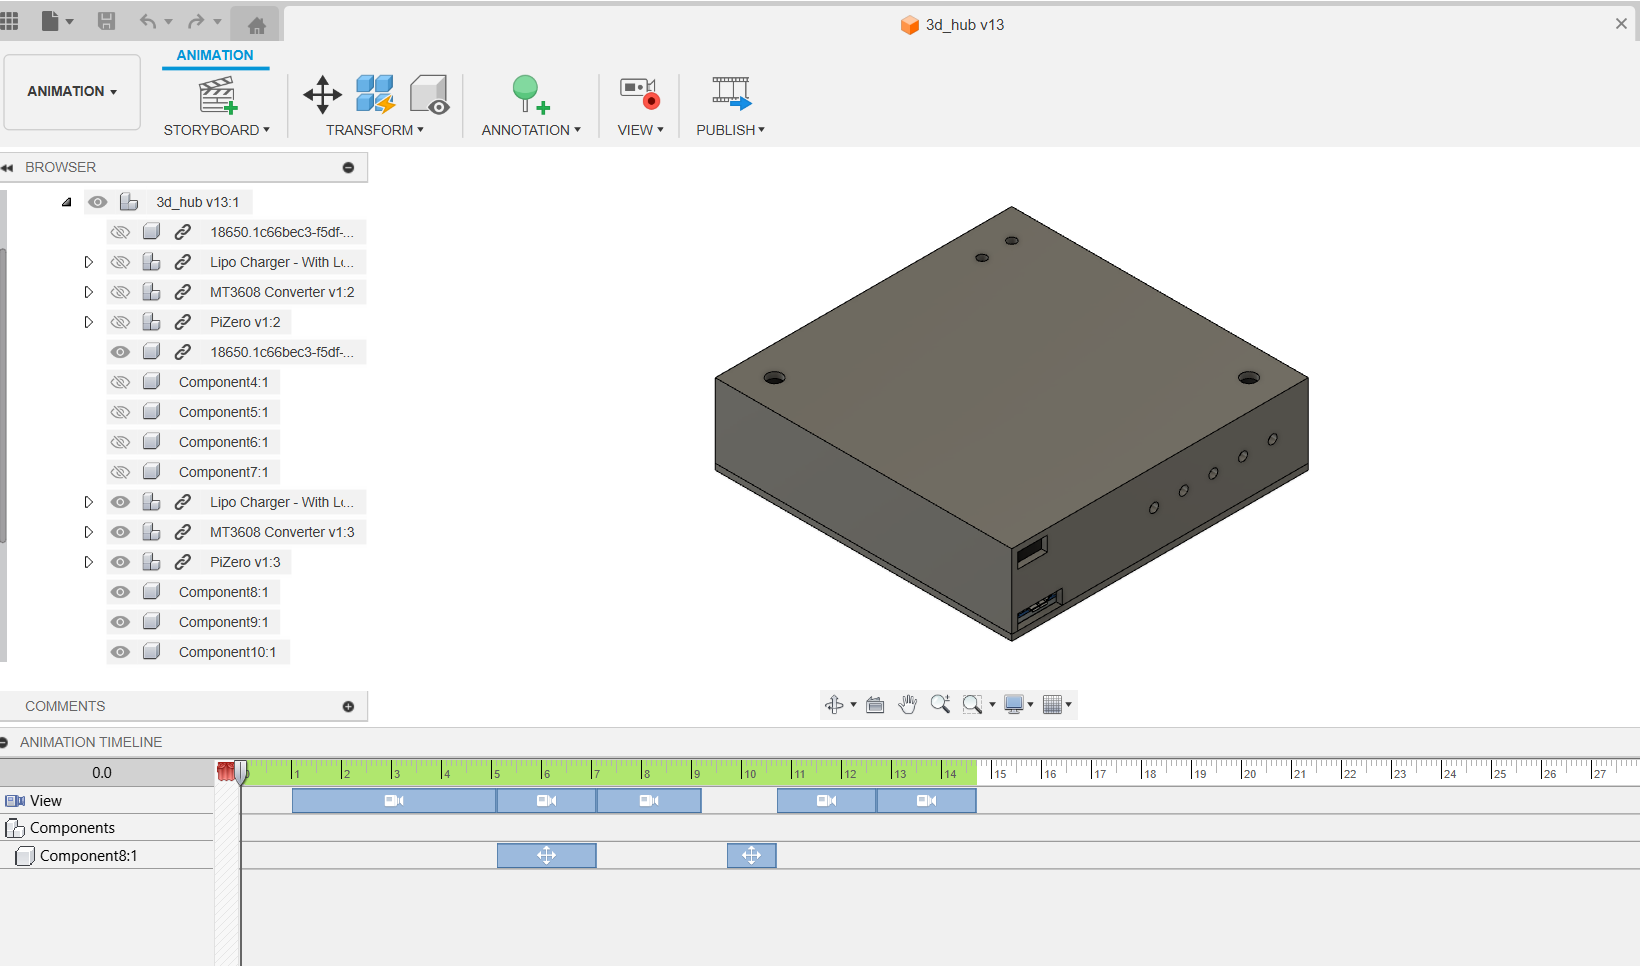 3d_hub v13
ANIMATION
ANIMATION
STORYBOARD
TRANSFORM
ANNOTATION
VIEW
PUBLISH
BROWSER
3d_hub v13:1
18650.1c66bec3-f5df-...
Lipo Charger - With Lo...
MT3608 Converter v1:2
PiZero v1:2
18650.1c66bec3-f5df-...
Component4:1
Component5:1
Component6:1
Component7:1
Lipo Charger - With Lo...
MT3608 Converter v1:3
PiZero v1:3
Component8:1
Component9:1
Component10:1
COMMENTS
ANIMATION TIMELINE
0.0
1 2 3 4 5 6 7 8 9 10 11 12 13 14 15 16 17 18 19 20 21 22 23 24 25 26 27
View
Components
Component8:1